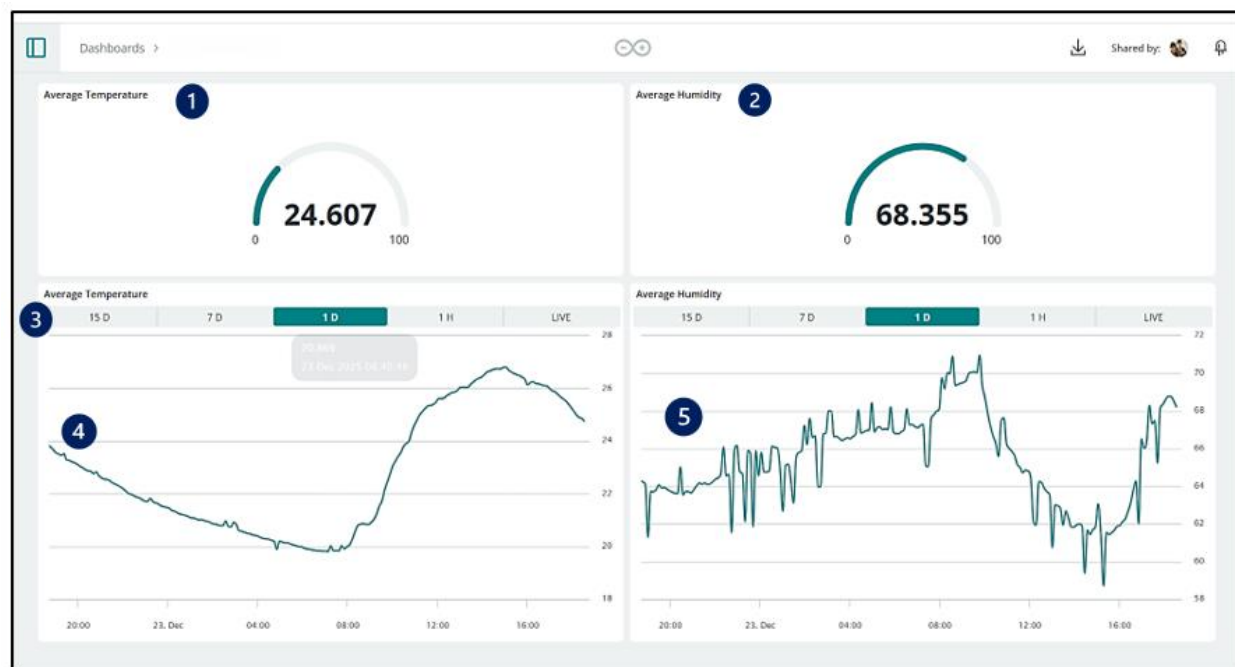 Dashboards >
Shared by:
Average Temperature
1
24.607
0
100
Average Humidity
2
68.355
0
100
Average Temperature
3
15 D
7 D
1 D
1 H
LIVE
28
26
24
22
20
18
4
20:00
23. Dec
04:00
08:00
12:00
16:00
Average Humidity
15 D
7 D
1 D
1 H
LIVE
72
70
68
66
64
62
60
58
5
20:00
23. Dec
04:00
08:00
12:00
16:00